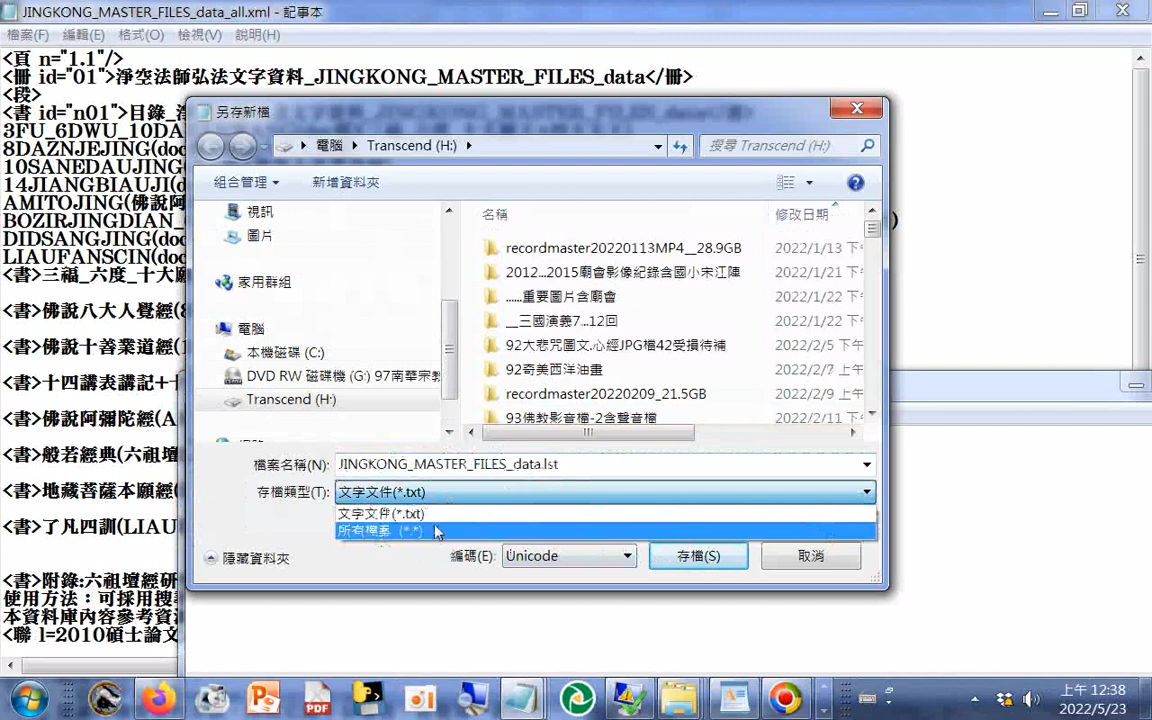 JINGKONG_MASTER_FILES_data_all.xml - 記事本
檔案(F) 編輯(E) 格式(O) 檢視(V) 說明(H)
<頁 n="1.1"/>
<冊 id="01">淨空法師弘法文字資料_JINGKONG_MASTER_FILES_data</冊>
<段>
<書 id="n01">目錄_
3FU_6DWU_10DA
8DAZNJEJING(doc
10SANEDAUJING(
14JIANGBIAUJI(d
AMITOJING(佛說阿
BOZIRJINGDIAN_
DIDSANGJING(doc
LIAUFANSCIN(doc
<書>三福_六度_十大願
<書>佛說八大人覺經(8
<書>佛說十善業道經(1
<書>十四講表講記+十
<書>佛說阿彌陀經(A
<書>般若經典(六祖壇
<書>地藏菩薩本願經(
<書>了凡四訓(LIAU
<書>附錄:六祖壇經研
使用方法：可採用搜
本資料庫內容參考資
<聯 l=2010碩士論文
另存新檔
電腦 Transcend (H:) 搜尋 Transcend (H:)
組合管理 新增資料夾
視訊
圖片
家用群組
電腦
本機磁碟 (C:)
DVD RW 磁碟機 (G:) 97南華宗教
Transcend (H:)
名稱 修改日期
recordmaster20220113MP4__28.9GB 2022/1/13 下
2012...2015廟會影像紀錄含國小宋江陣 2022/1/21 下
......重要圖片含廟會 2022/1/22 下
__三國演義7...12回 2022/1/22 下
92大悲咒圖文.心經JPG檔42受損待補 2022/2/5 下午
92奇美西洋油畫 2022/2/7 上午
recordmaster20220209_21.5GB 2022/2/9 上午
93佛教影音檔-2含聲音檔 2022/2/11 下
檔案名稱(N): JINGKONG_MASTER_FILES_data.lst
存檔類型(T): 文字文件(*.txt)
文字文件(*.txt)
所有檔案 (*.*)
隱藏資料夾 編碼(E): Unicode 存檔(S) 取消
上午 12:38
2022/5/23